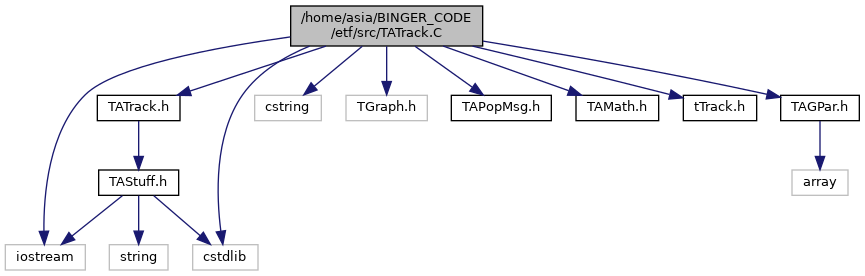 /home/asia/BINGER_CODE
/etf/src/TATrack.C
TATrack.h
cstring
TGraph.h
TAPopMsg.h
TAMath.h
tTrack.h
TAGPar.h
TAStuff.h
array
iostream
string
cstdlib